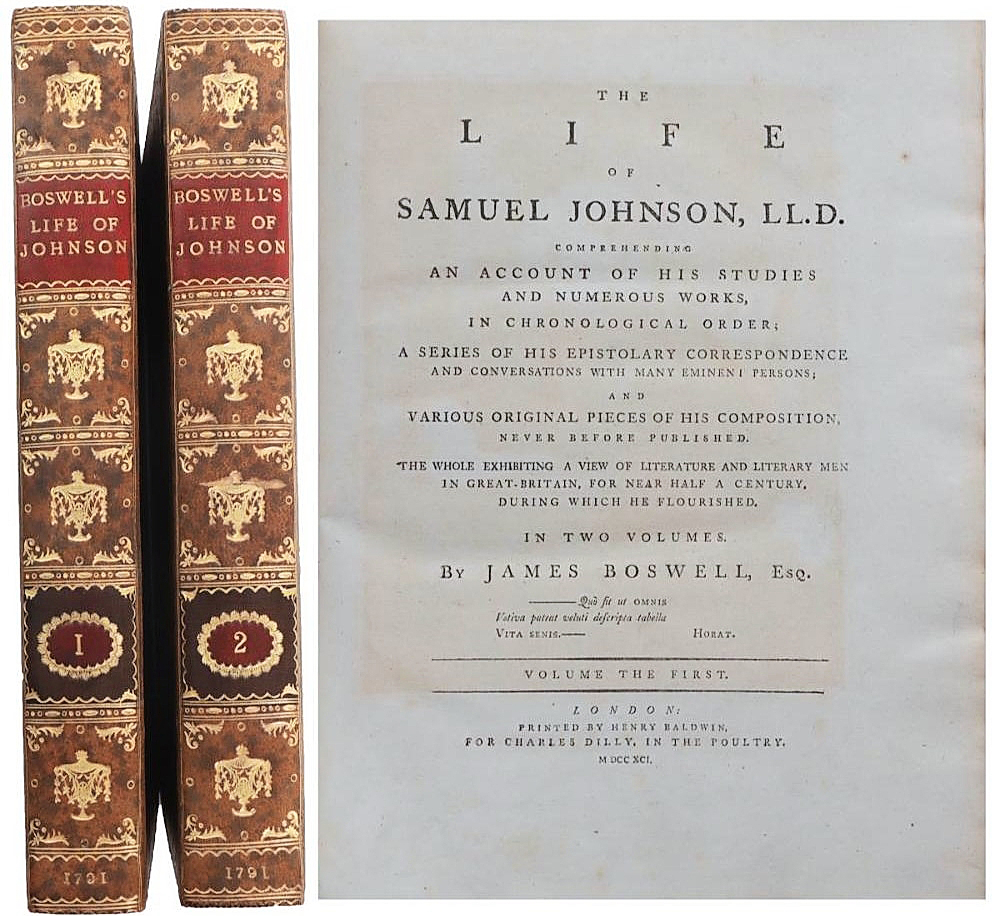 BOSWELL'S
LIFE OF
JOHNSON
1
1791
BOSWELL'S
LIFE OF
JOHNSON
2
1791
THE
LIFE
OF
SAMUEL JOHNSON, LL.D.
COMPREHENDING
AN ACCOUNT OF HIS STUDIES
AND NUMEROUS WORKS,
IN CHRONOLOGICAL ORDER;
A SERIES OF HIS EPISTOLARY CORRESPONDENCE
AND CONVERSATIONS WITH MANY EMINENT PERSONS;
AND
VARIOUS ORIGINAL PIECES OF HIS COMPOSITION,
NEVER BEFORE PUBLISHED.
THE WHOLE EXHIBITING A VIEW OF LITERATURE AND LITERARY MEN
IN GREAT-BRITAIN, FOR NEAR HALF A CENTURY,
DURING WHICH HE FLOURISHED.
IN TWO VOLUMES.
BY JAMES BOSWELL, ESQ.
——Quò fit ut OMNIS
Votiva pateat veluti deſcripta tabella
VITA SENIS.—— HORAT.
VOLUME THE FIRST.
LONDON:
PRINTED BY HENRY BALDWIN,
FOR CHARLES DILLY, IN THE POULTRY.
M DCC XCI.